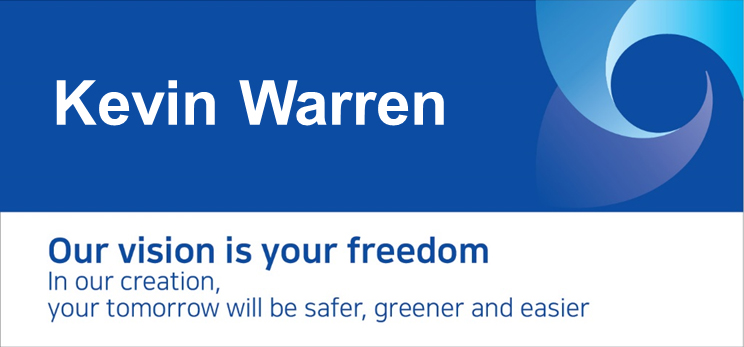 Kevin Warren
Our vision is your freedom
In our creation,
your tomorrow will be safer, greener and easier